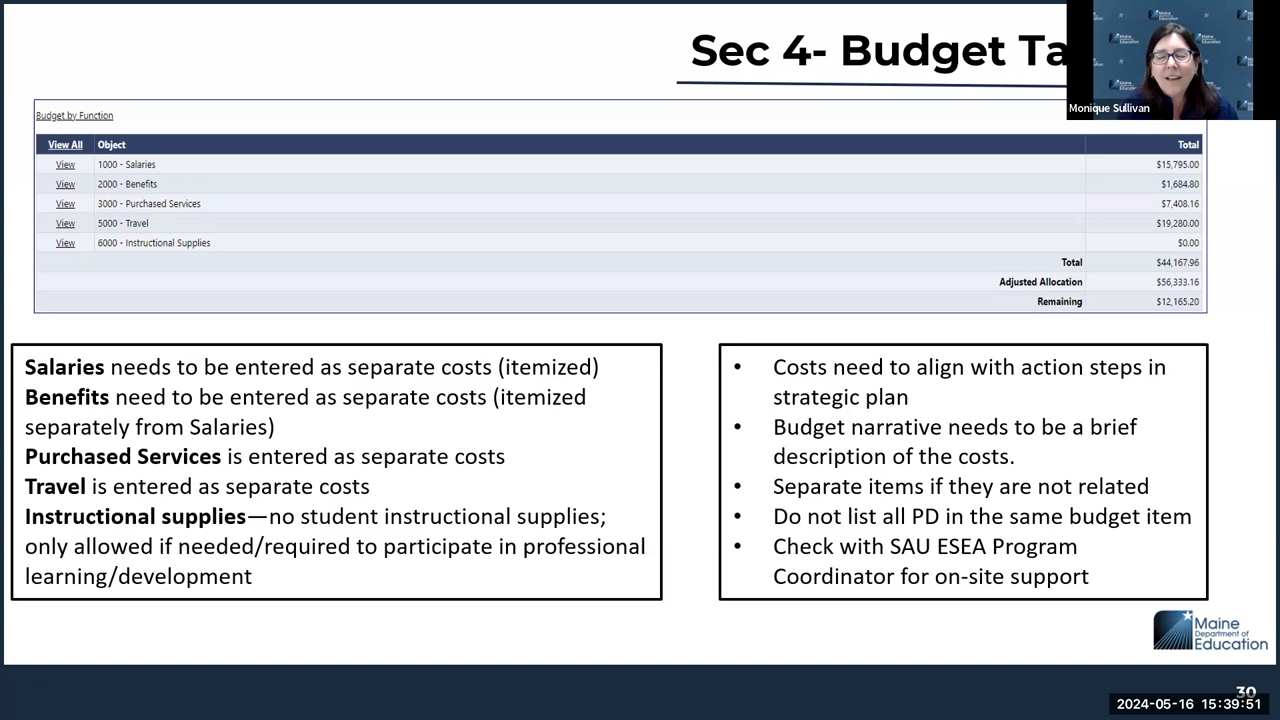 Sec 4- Budget Ta
Monique Sullivan
Budget by Function
View All Object Total
View 1000 - Salaries $15,795.00
View 2000 - Benefits $1,684.80
View 3000 - Purchased Services $7,408.16
View 5000 - Travel $19,280.00
View 6000 - Instructional Supplies $0.00
Total $44,167.96
Adjusted Allocation $56,333.16
Remaining $12,165.20
Salaries needs to be entered as separate costs (itemized)
Benefits need to be entered as separate costs (itemized
separately from Salaries)
Purchased Services is entered as separate costs
Travel is entered as separate costs
Instructional supplies—no student instructional supplies;
only allowed if needed/required to participate in professional
learning/development
• Costs need to align with action steps in
strategic plan
• Budget narrative needs to be a brief
description of the costs.
• Separate items if they are not related
• Do not list all PD in the same budget item
• Check with SAU ESEA Program
Coordinator for on-site support
Maine
Department of
Education
30
2024-05-16 15:39:51